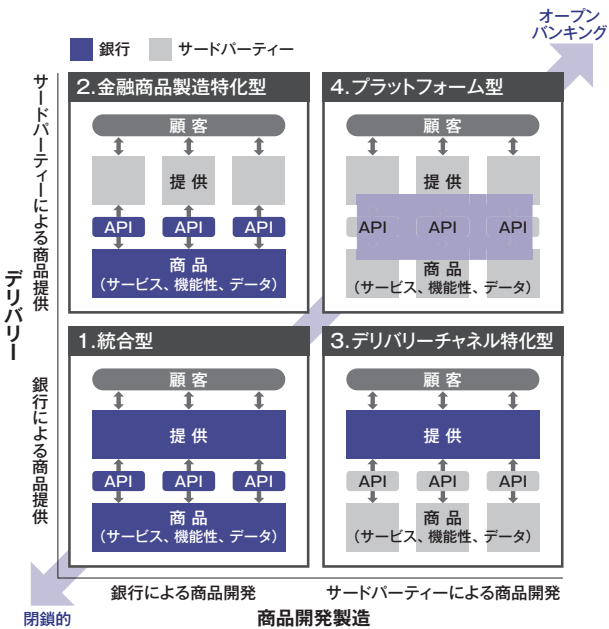 オープン
バンキング
銀行
サードパーティー
サードパーティーによる商品提供
デリバリー
銀行による商品提供
2.金融商品製造特化型
顧客
提供
API
API
API
商品
(サービス、機能性、データ)
4.プラットフォーム型
顧客
提供
API
API
API
商品
(サービス、機能性、データ)
1.統合型
顧客
提供
API
API
API
商品
(サービス、機能性、データ)
3.デリバリーチャネル特化型
顧客
提供
API
API
API
商品
(サービス、機能性、データ)
銀行による商品開発
サードパーティーによる商品開発
閉鎖的
商品開発製造